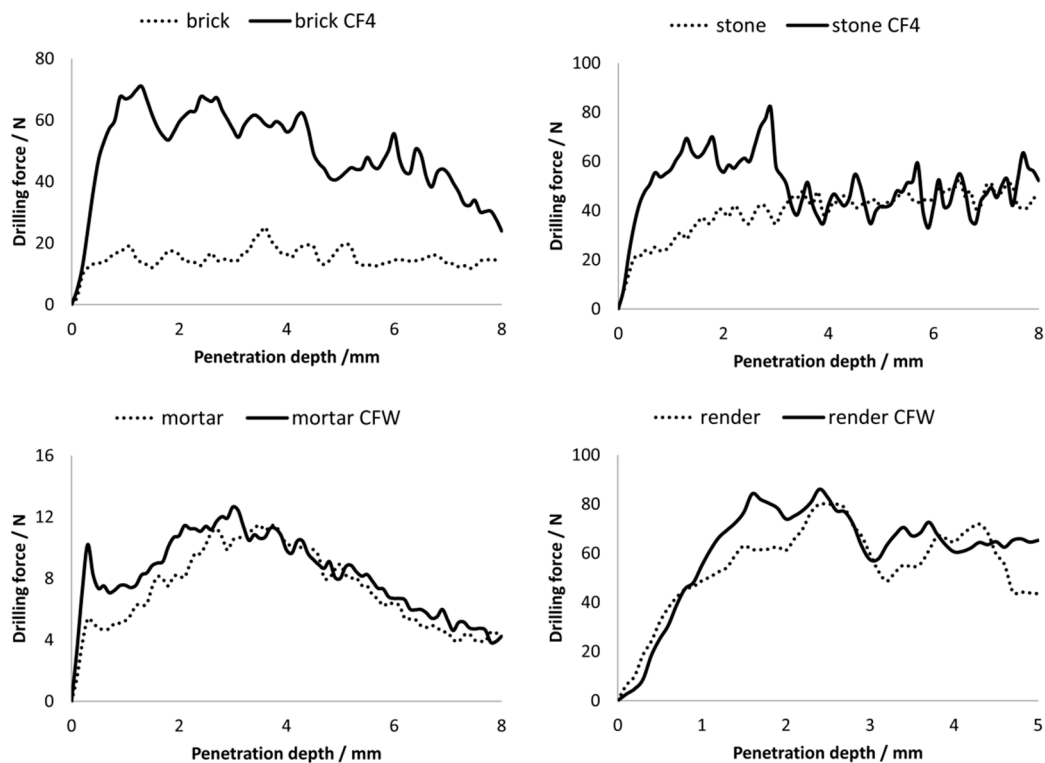 brick brick CF4
80
60
40
20
0
0 2 4 6 8
Drilling force / N
Penetration depth /mm
stone stone CF4
100
80
60
40
20
0
0 2 4 6 8
Drilling force / N
Penetration depth / mm
mortar mortar CFW
16
12
8
4
0
0 2 4 6 8
Drilling force / N
Penetration depth / mm
render render CFW
100
80
60
40
20
0
0 1 2 3 4 5
Drilling force / N
Penetration depth / mm